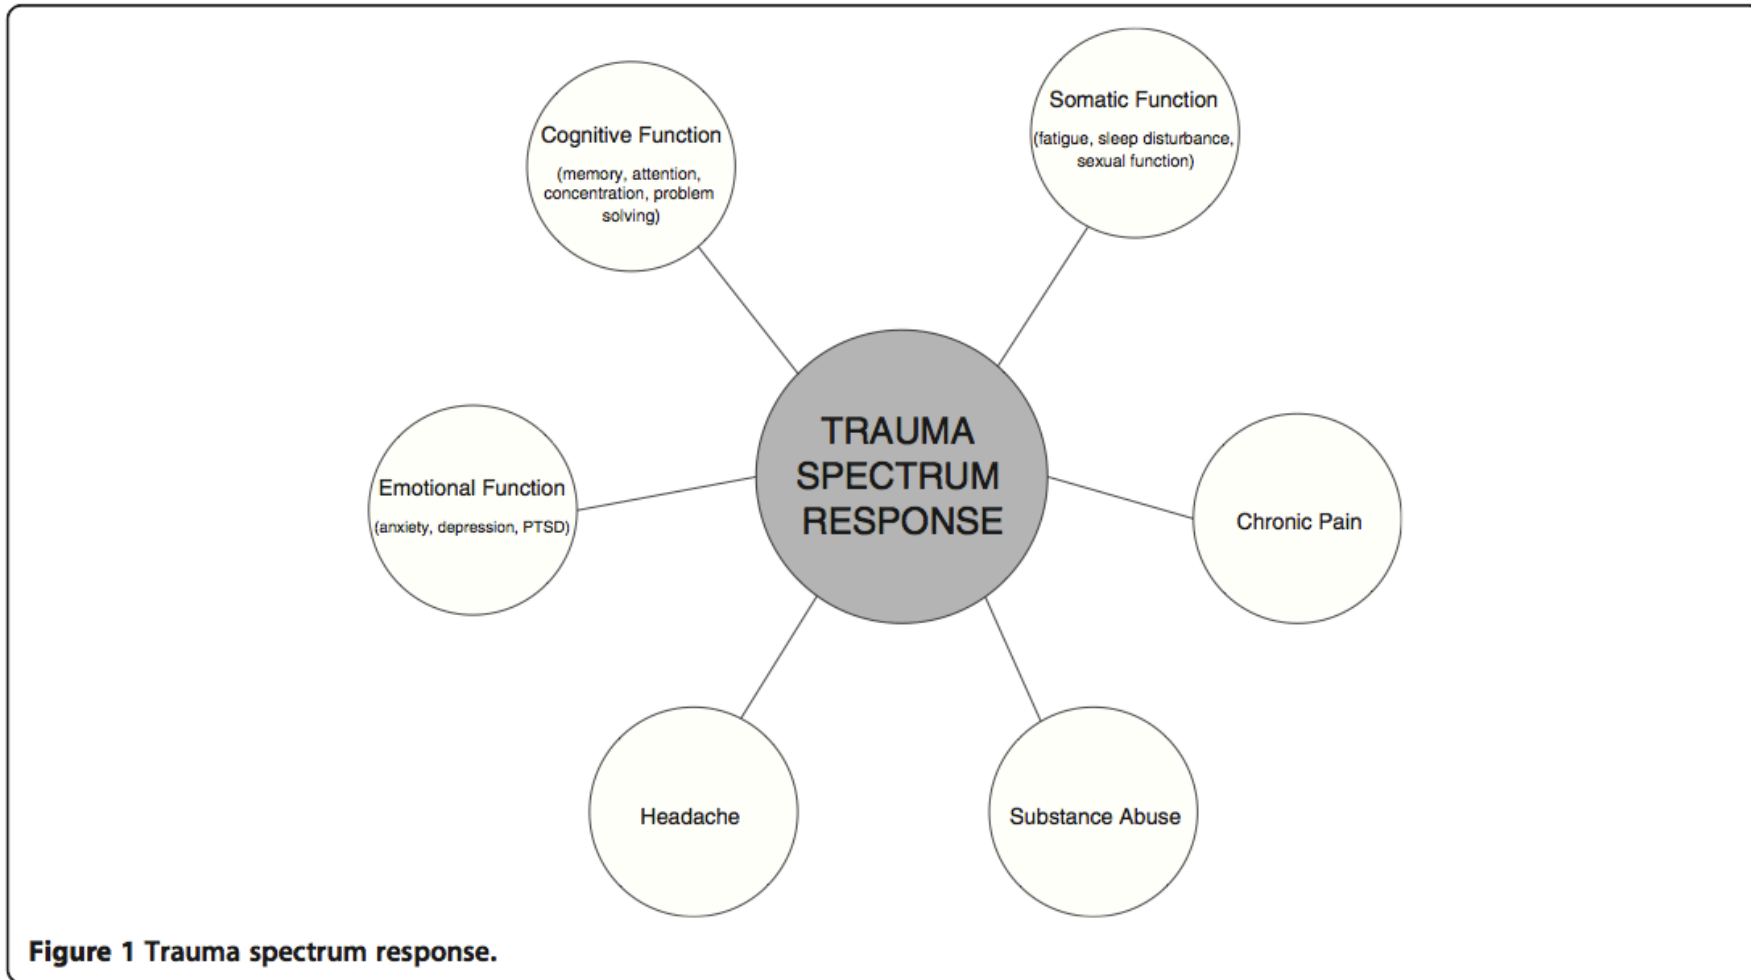 Cognitive Function
(memory, attention,
concentration, problem
solving)
Somatic Function
(fatigue, sleep disturbance,
sexual function)
TRAUMA
SPECTRUM
RESPONSE
Emotional Function
(anxiety, depression, PTSD)
Chronic Pain
Headache
Substance Abuse
Figure 1 Trauma spectrum response.